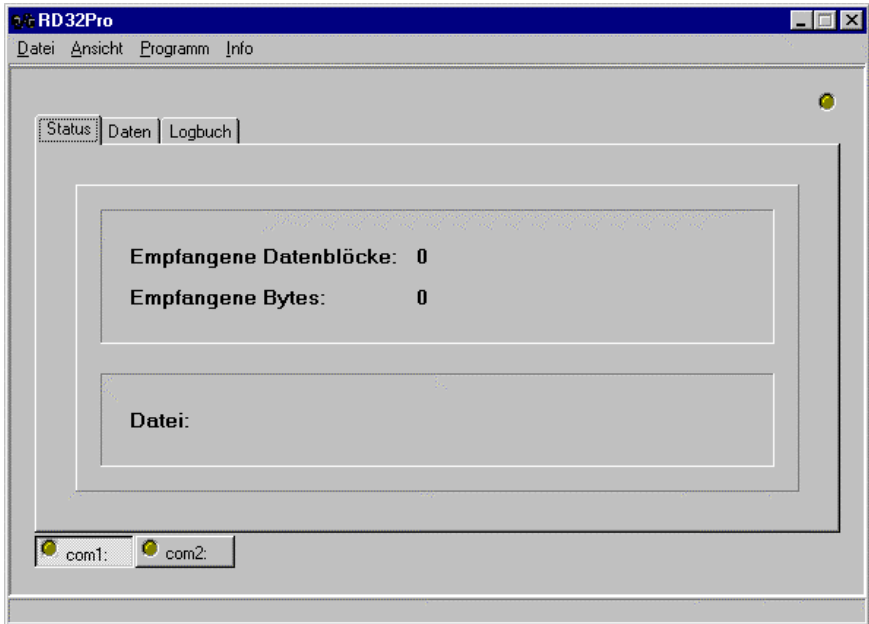 RD32Pro
Datei Ansicht Programm Info
Status Daten Logbuch
Empfangene Datenblöcke: 0
Empfangene Bytes: 0
Datei:
com1: com2: